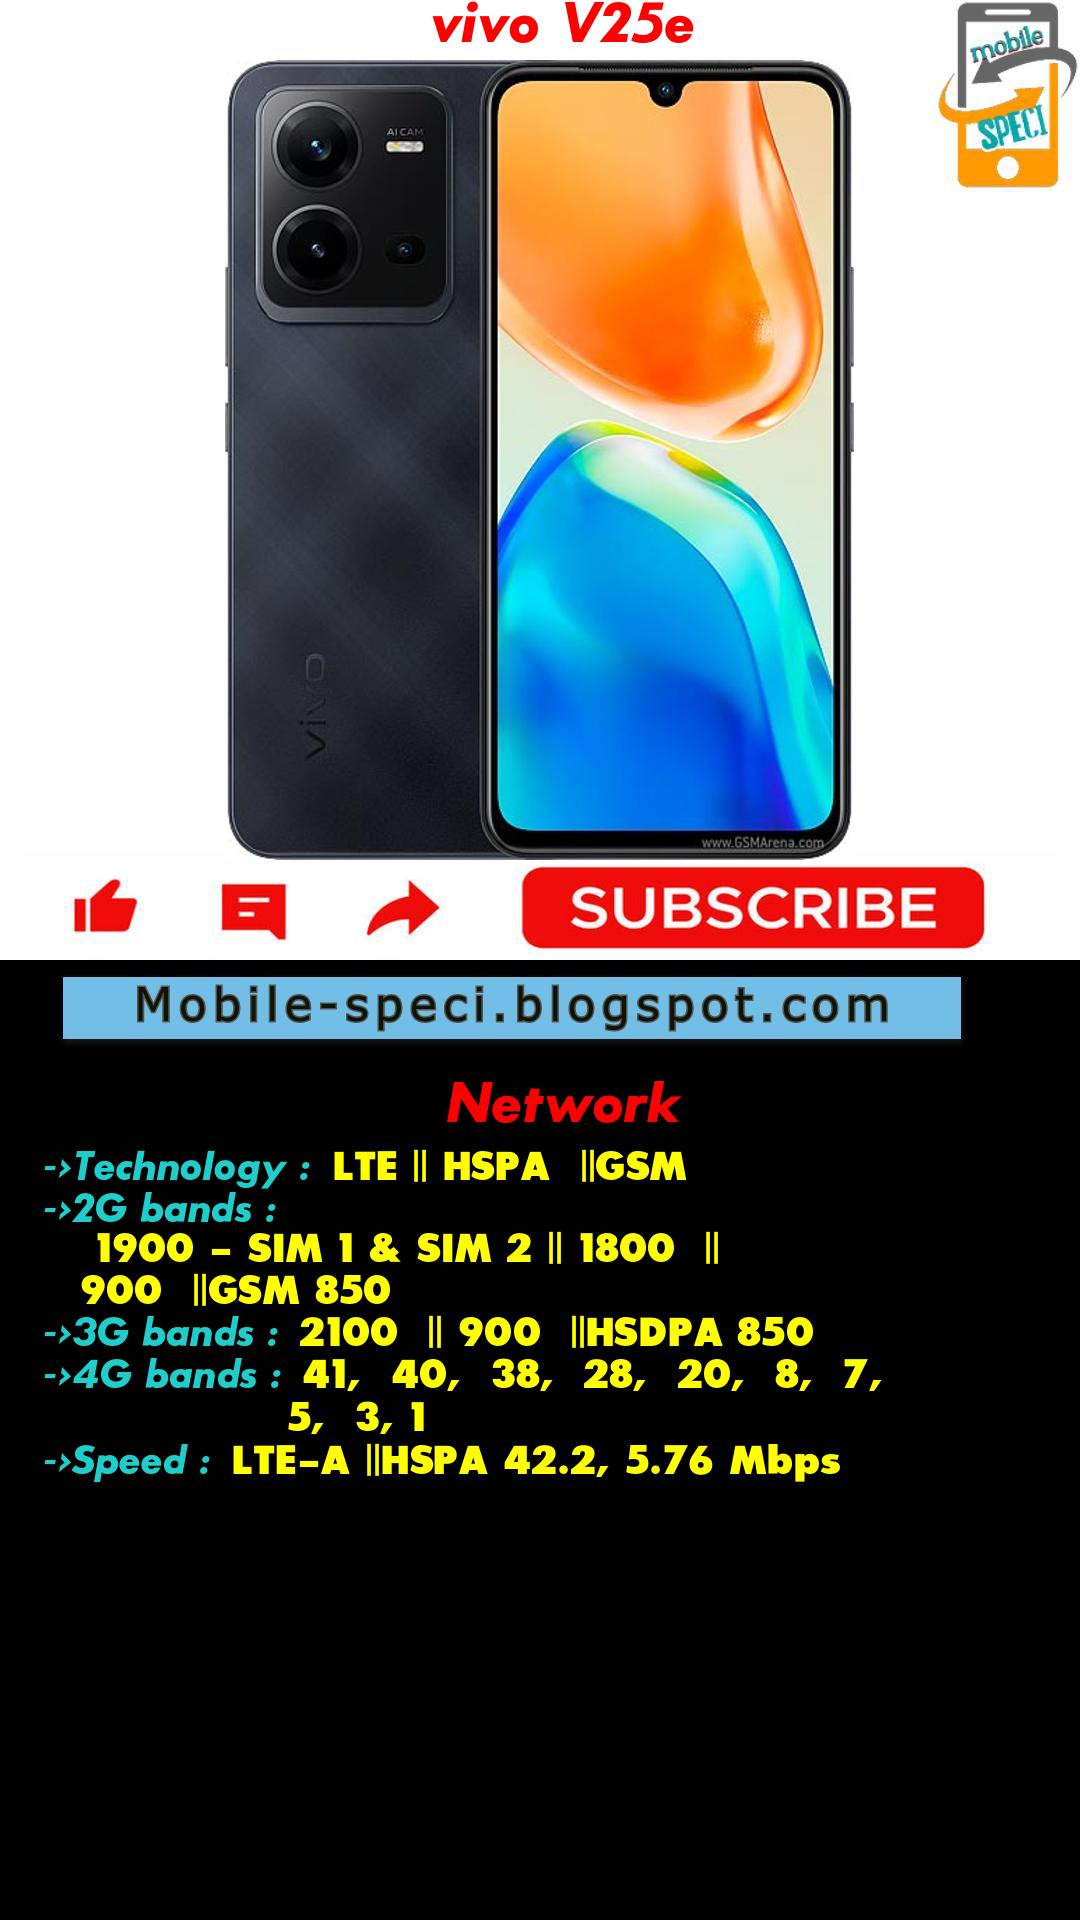 vivo V25e
mobile
SPECI
AI CAM
vivo
www.GSMArena.com
SUBSCRIBE
Mobile-speci.blogspot.com
Network
->Technology : LTE || HSPA ||GSM
->2G bands :
1900 – SIM 1 & SIM 2 || 1800 ||
900 ||GSM 850
->3G bands : 2100 || 900 ||HSDPA 850
->4G bands : 41, 40, 38, 28, 20, 8, 7,
5, 3, 1
->Speed : LTE–A ||HSPA 42.2, 5.76 Mbps